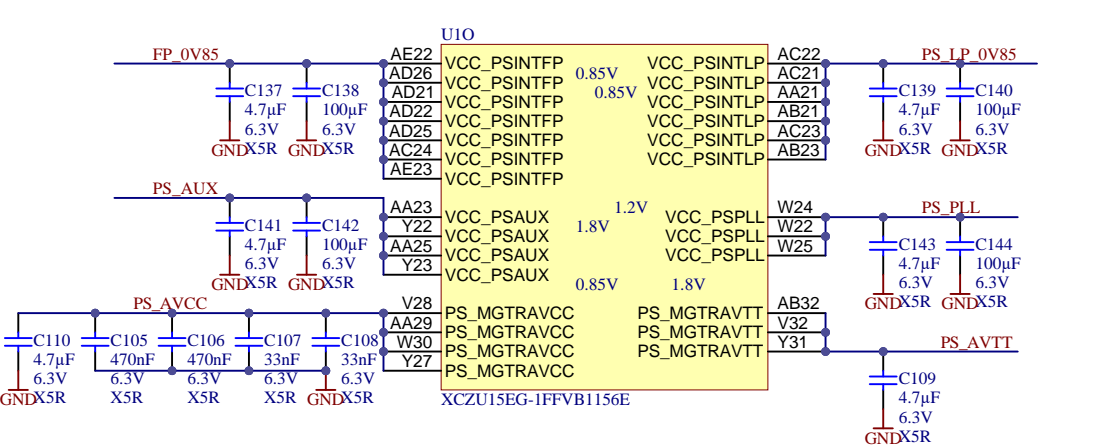 U1O
FP_0V85
AE22 VCC_PSINTFP
AD26 VCC_PSINTFP
AD21 VCC_PSINTFP
AD22 VCC_PSINTFP
AD25 VCC_PSINTFP
AC24 VCC_PSINTFP
AE23 VCC_PSINTFP
0.85V
0.85V
VCC_PSINTLP AC22
VCC_PSINTLP AC21
VCC_PSINTLP AA21
VCC_PSINTLP AB21
VCC_PSINTLP AC23
VCC_PSINTLP AB23
PS_LP_0V85
C137
4.7µF
6.3V
X5R
GND
C138
100µF
6.3V
X5R
GND
C139
4.7µF
6.3V
X5R
GND
C140
100µF
6.3V
X5R
GND
PS_AUX
AA23 VCC_PSAUX
Y22 VCC_PSAUX
AA25 VCC_PSAUX
Y23 VCC_PSAUX
1.2V
1.8V
VCC_PSPLL W24
VCC_PSPLL W22
VCC_PSPLL W25
PS_PLL
C141
4.7µF
6.3V
X5R
GND
C142
100µF
6.3V
X5R
GND
C143
4.7µF
6.3V
X5R
GND
C144
100µF
6.3V
X5R
GND
PS_AVCC
V28 PS_MGTRAVCC
AA29 PS_MGTRAVCC
W30 PS_MGTRAVCC
Y27 PS_MGTRAVCC
0.85V
1.8V
PS_MGTRAVTT AB32
PS_MGTRAVTT V32
PS_MGTRAVTT Y31
PS_AVTT
C110
4.7µF
6.3V
X5R
GND
C105
470nF
6.3V
X5R
C106
470nF
6.3V
X5R
C107
33nF
6.3V
X5R
C108
33nF
6.3V
X5R
GND
C109
4.7µF
6.3V
X5R
GND
XCZU15EG-1FFVB1156E